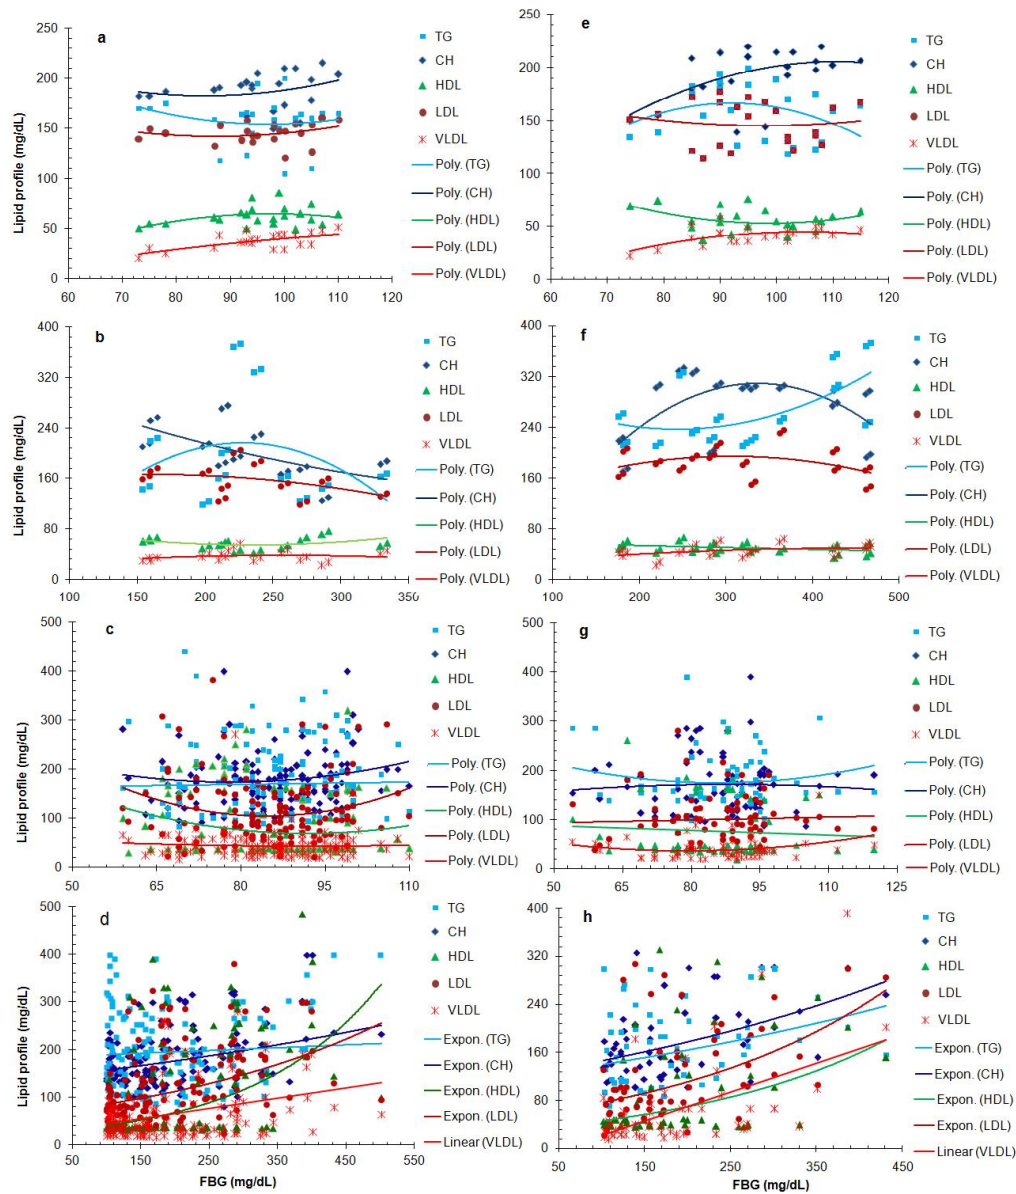 a
Lipid profile (mg/dL)
250
200
150
100
50
0
60
70
80
90
100
110
120
TG
CH
HDL
LDL
VLDL
Poly. (TG)
Poly. (CH)
Poly. (HDL)
Poly. (LDL)
Poly. (VLDL)
e
250
200
150
100
50
0
60
70
80
90
100
110
120
TG
CH
HDL
LDL
VLDL
Poly. (TG)
Poly. (CH)
Poly. (HDL)
Poly. (LDL)
Poly. (VLDL)
b
Lipid profile (mg/dL)
400
320
240
160
80
0
100
150
200
250
300
350
TG
CH
HDL
LDL
VLDL
Poly. (TG)
Poly. (CH)
Poly. (HDL)
Poly. (LDL)
Poly. (VLDL)
f
400
320
240
160
80
0
100
200
300
400
500
TG
CH
HDL
LDL
VLDL
Poly. (TG)
Poly. (CH)
Poly. (HDL)
Poly. (LDL)
Poly. (VLDL)
c
Lipid profile (mg/dL)
500
400
300
200
100
0
50
65
80
95
110
TG
CH
HDL
LDL
VLDL
Poly. (TG)
Poly. (CH)
Poly. (HDL)
Poly. (LDL)
Poly. (VLDL)
g
500
400
300
200
100
0
50
65
80
95
110
125
TG
CH
HDL
LDL
VLDL
Poly. (TG)
Poly. (CH)
Poly. (HDL)
Poly. (LDL)
Poly. (VLDL)
d
Lipid profile (mg/dL)
500
400
300
200
100
0
50
150
250
350
450
550
FBG (mg/dL)
TG
CH
HDL
LDL
VLDL
Expon. (TG)
Expon. (CH)
Expon. (HDL)
Expon. (LDL)
Linear (VLDL)
h
400
320
240
160
80
0
50
150
250
350
450
FBG (mg/dL)
TG
CH
HDL
LDL
VLDL
Expon. (TG)
Expon. (CH)
Expon. (HDL)
Expon. (LDL)
Linear (VLDL)